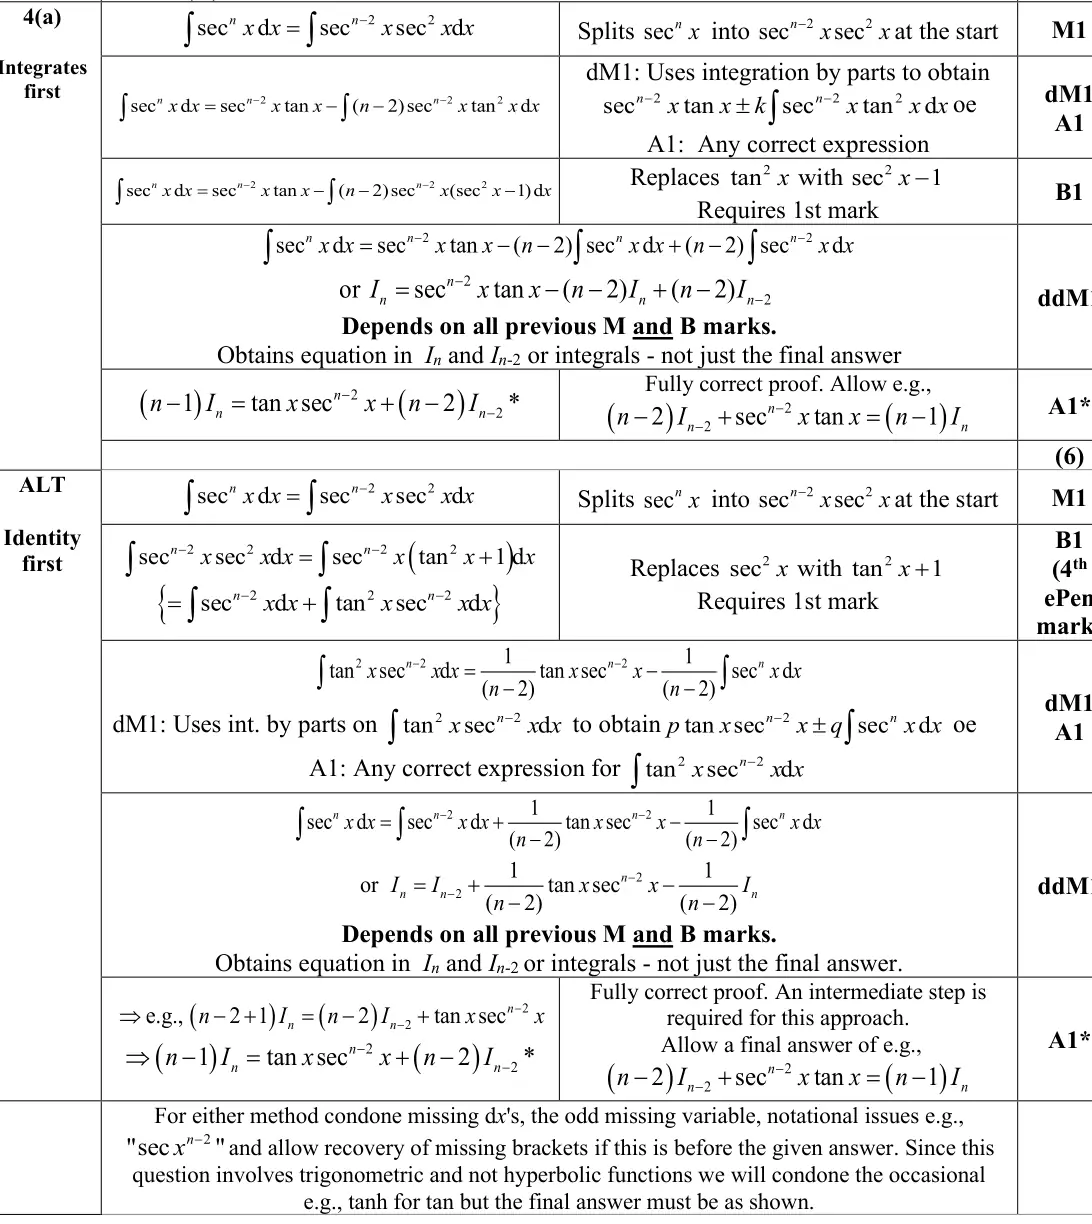 4(a)
Integrates
first
∫secⁿ x dx = ∫secⁿ⁻² x sec² xdx
Splits secⁿ x into secⁿ⁻² x sec² x at the start
M1
∫secⁿ x dx = secⁿ⁻² x tan x − ∫(n − 2)secⁿ⁻² x tan² x dx
dM1: Uses integration by parts to obtain
secⁿ⁻² x tan x ± k∫secⁿ⁻² x tan² x dx oe
A1: Any correct expression
dM1
A1
∫secⁿ x dx = secⁿ⁻² x tan x − ∫(n − 2)secⁿ⁻² x(sec² x − 1)dx
Replaces tan² x with sec² x − 1
Requires 1st mark
B1
∫secⁿ x dx = secⁿ⁻² x tan x − (n − 2)∫secⁿ x dx + (n − 2)∫secⁿ⁻² x dx
or Iₙ = secⁿ⁻² x tan x − (n − 2)Iₙ + (n − 2)Iₙ₋₂
Depends on all previous M and B marks.
Obtains equation in Iₙ and Iₙ₋₂ or integrals - not just the final answer
ddM1
(n − 1)Iₙ = tan x secⁿ⁻² x + (n − 2)Iₙ₋₂ *
Fully correct proof. Allow e.g.,
(n − 2)Iₙ₋₂ + secⁿ⁻² x tan x = (n − 1)Iₙ
A1*
(6)
ALT
Identity
first
∫secⁿ x dx = ∫secⁿ⁻² x sec² xdx
Splits secⁿ x into secⁿ⁻² x sec² x at the start
M1
∫secⁿ⁻² x sec² xdx = ∫secⁿ⁻² x(tan² x + 1)dx
{= ∫secⁿ⁻² xdx + ∫tan² x secⁿ⁻² xdx}
Replaces sec² x with tan² x + 1
Requires 1st mark
B1
(4th
ePen
mark
∫tan² x secⁿ⁻² xdx = 1/(n − 2) tan x secⁿ⁻² x − 1/(n − 2) ∫secⁿ x dx
dM1: Uses int. by parts on ∫tan² x secⁿ⁻² xdx to obtain p tan x secⁿ⁻² x ± q∫secⁿ x dx oe
A1: Any correct expression for ∫tan² x secⁿ⁻² xdx
dM1
A1
∫secⁿ x dx = ∫secⁿ⁻² x dx + 1/(n − 2) tan x secⁿ⁻² x − 1/(n − 2) ∫secⁿ x dx
or Iₙ = Iₙ₋₂ + 1/(n − 2) tan x secⁿ⁻² x − 1/(n − 2) Iₙ
Depends on all previous M and B marks.
Obtains equation in Iₙ and Iₙ₋₂ or integrals - not just the final answer.
ddM1
⇒ e.g., (n − 2 + 1)Iₙ = (n − 2)Iₙ₋₂ + tan x secⁿ⁻² x
⇒ (n − 1)Iₙ = tan x secⁿ⁻² x + (n − 2)Iₙ₋₂ *
Fully correct proof. An intermediate step is
required for this approach.
Allow a final answer of e.g.,
(n − 2)Iₙ₋₂ + secⁿ⁻² x tan x = (n − 1)Iₙ
A1*
For either method condone missing dx's, the odd missing variable, notational issues e.g.,
"sec xⁿ⁻²" and allow recovery of missing brackets if this is before the given answer. Since this
question involves trigonometric and not hyperbolic functions we will condone the occasional
e.g., tanh for tan but the final answer must be as shown.